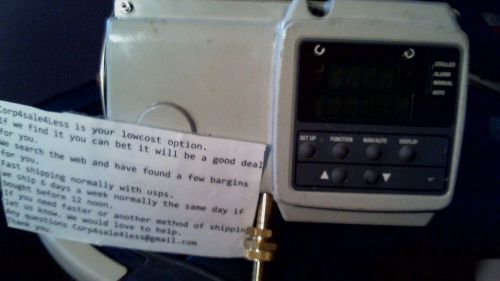 Corp4sale4Less is your lowcost option.
If we find it you can bet it will be a good deal
for you.
We search the web and have found a few bargins
for you.
Fast shipping normally with usps.
we ship 6 days a week normally the same day if
bought before 12 noon.
If you need faster or another method of shipping
let us know. We would love to help.
Any questions Corp4sale4less@gmail.com
Thank you.
STALLED
ALARM
MANUAL
AUTO
SET UP
FUNCTION
MAN/AUTO
DISPLAY